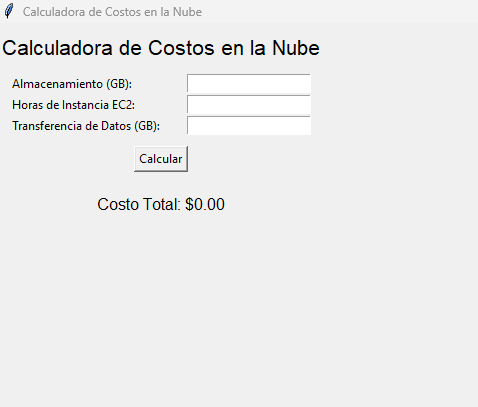 Calculadora de Costos en la Nube
Calculadora de Costos en la Nube
Almacenamiento (GB):
Horas de Instancia EC2:
Transferencia de Datos (GB):
Calcular
Costo Total: $0.00